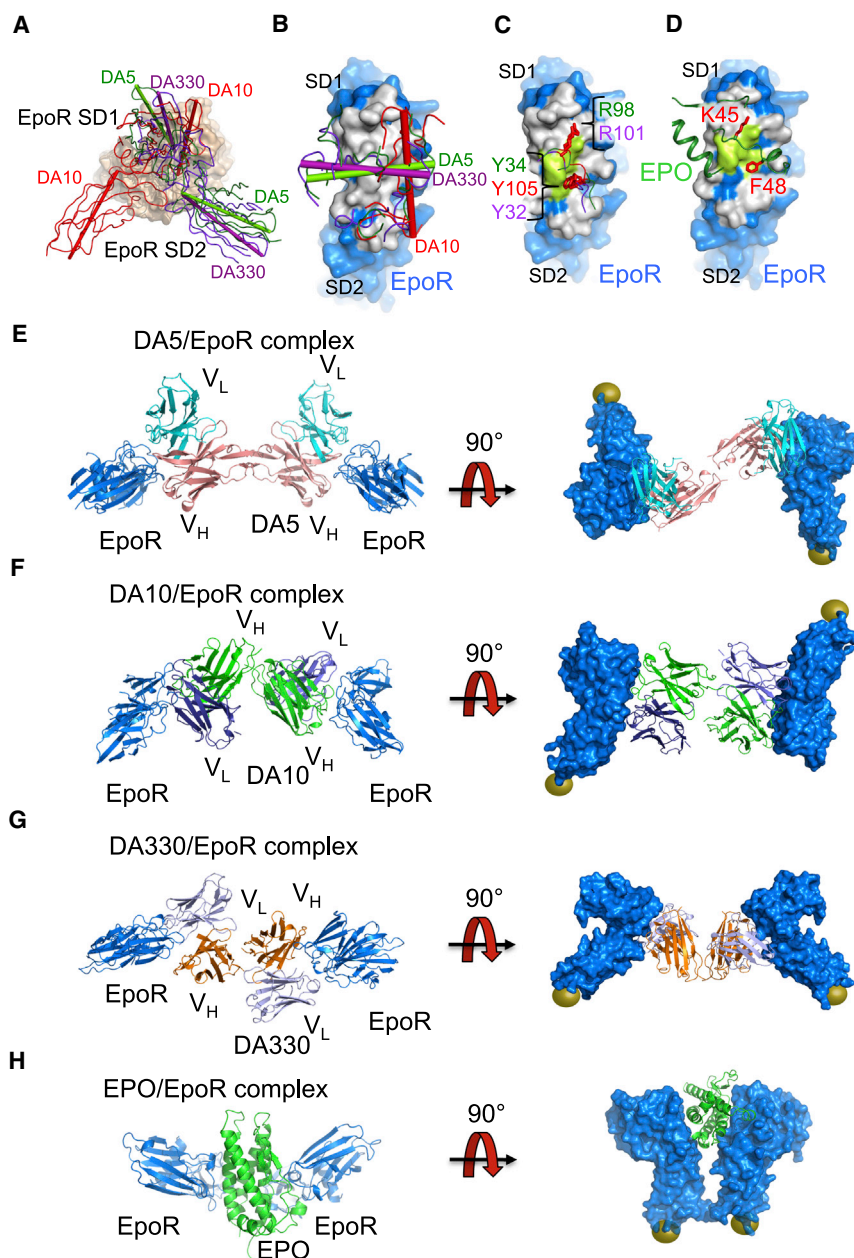 A
DA5
DA330
DA10
EpoR SD1
DA10
DA5
EpoR SD2
DA330
B
SD1
DA5
DA330
DA10
SD2
EpoR
C
SD1
R98
R101
Y34
Y105
Y32
SD2
EpoR
D
SD1
K45
EPO
F48
SD2
EpoR
E
DA5/EpoR complex
VL
VL
90°
VH
DA5
VH
EpoR
EpoR
F
DA10/EpoR complex
VH
VL
90°
VH
VL
DA10
EpoR
EpoR
G
DA330/EpoR complex
VL
VH
90°
EpoR
VH
EpoR
VL
DA330
H
EPO/EpoR complex
90°
EpoR
EpoR
EPO